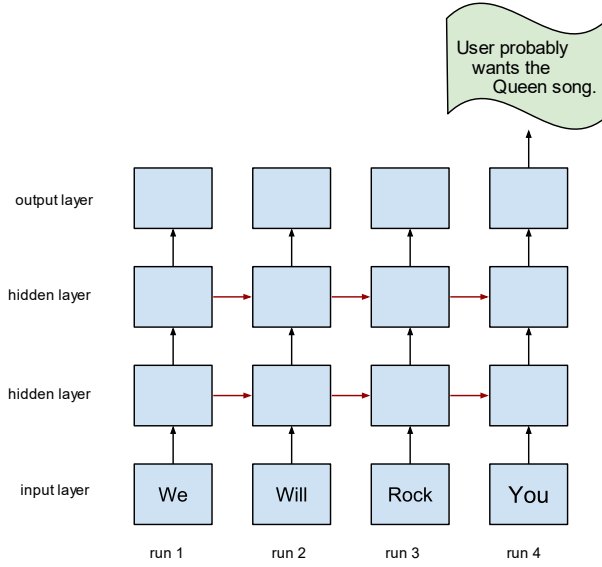 User probably
wants the
Queen song.
output layer
hidden layer
hidden layer
input layer
We
Will
Rock
You
run 1
run 2
run 3
run 4